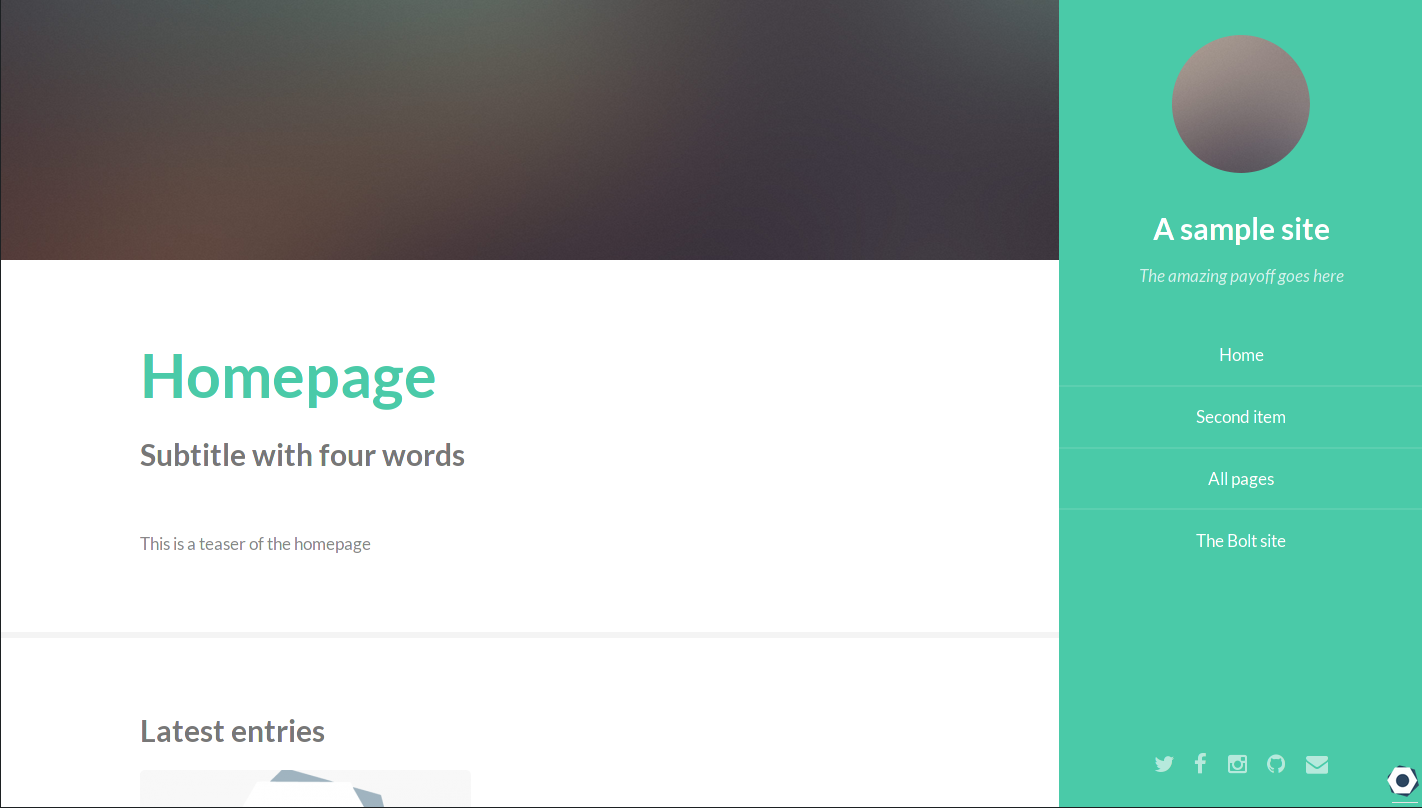 Homepage
Subtitle with four words
This is a teaser of the homepage
Latest entries
A sample site
The amazing payoff goes here
Home
Second item
All pages
The Bolt site